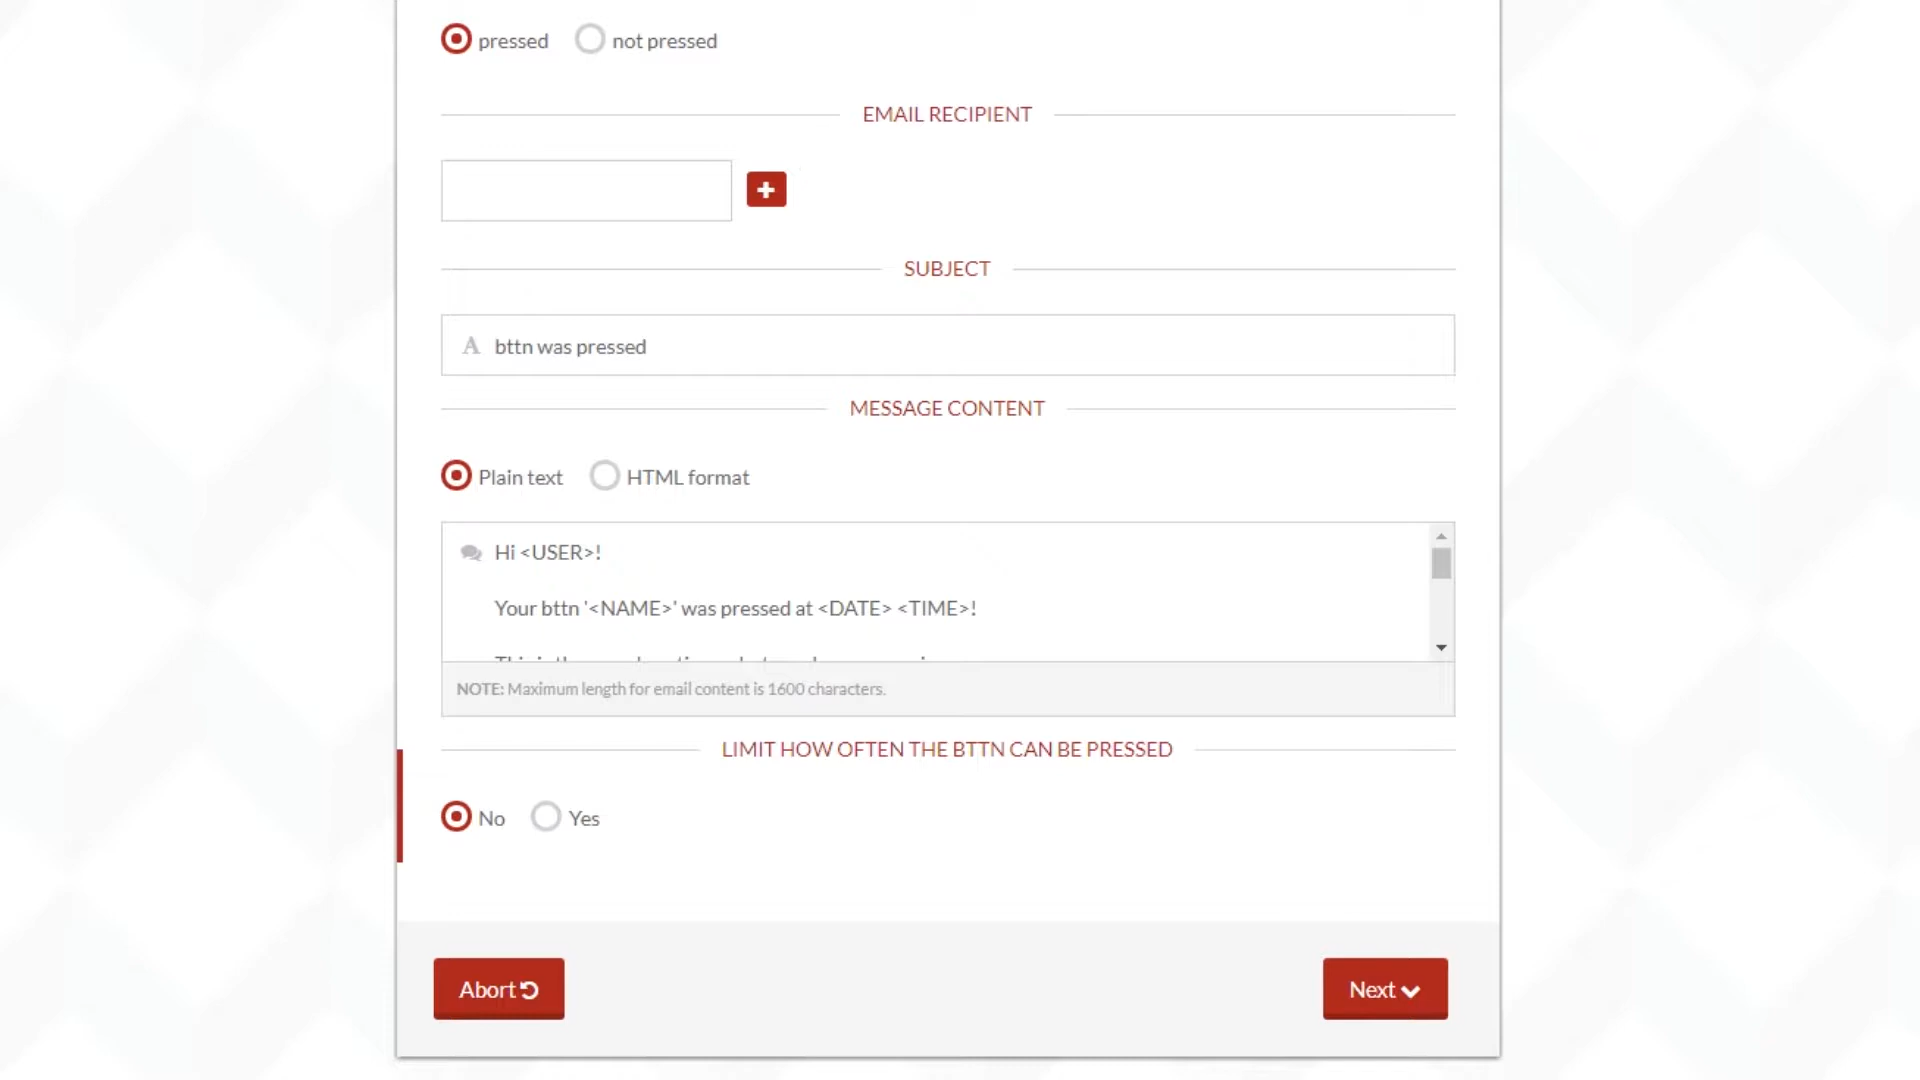 pressed not pressed
EMAIL RECIPIENT
SUBJECT
A bttn was pressed
MESSAGE CONTENT
Plain text HTML format
Hi <USER>!
Your bttn '<NAME>' was pressed at <DATE> <TIME>!
NOTE: Maximum length for email content is 1600 characters.
LIMIT HOW OFTEN THE BTTN CAN BE PRESSED
No Yes
Abort Next